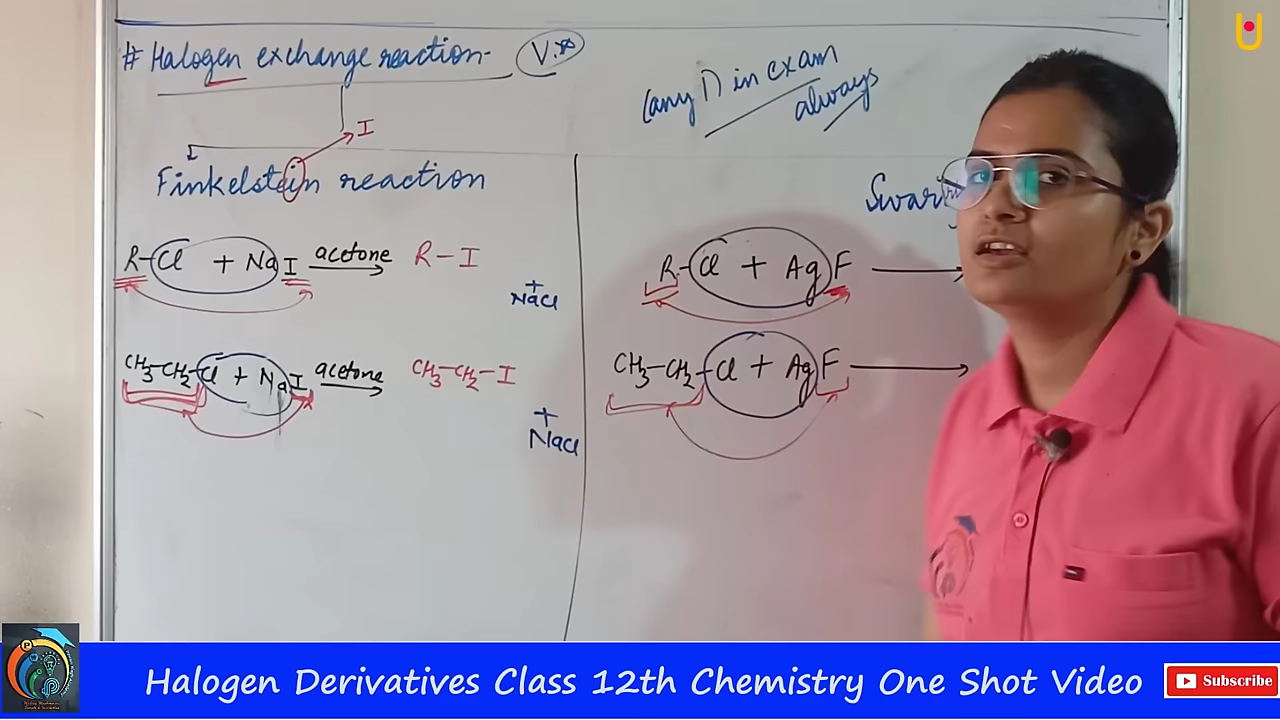 # Halogen exchange reaction- V.**
(any 1) in exam
always
I
Finkelstein reaction
R-Cl + NaI acetone R-I
+
NaCl
CH3-CH2-Cl + NaI acetone CH3-CH2-I
+
NaCl
R-Cl + AgF
CH3-CH2-Cl + AgF
Halogen Derivatives Class 12th Chemistry One Shot Video
Subscribe